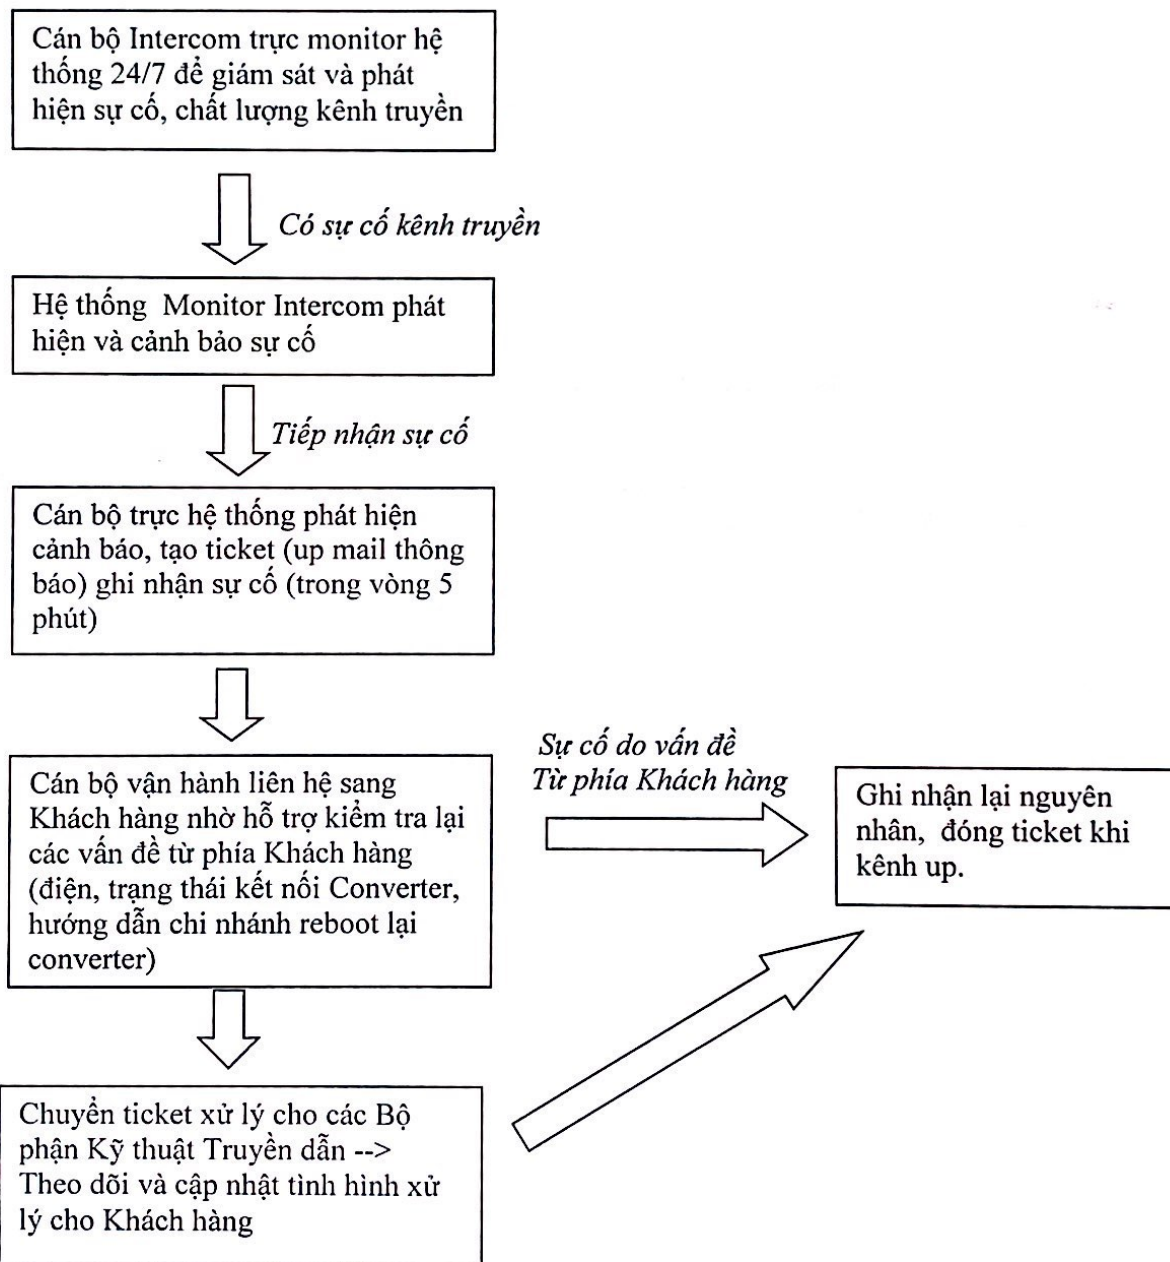 Cán bộ Intercom trực monitor hệ
thống 24/7 để giám sát và phát
hiện sự cố, chất lượng kênh truyền
Có sự cố kênh truyền
Hệ thống Monitor Intercom phát
hiện và cảnh bảo sự cố
Tiếp nhận sự cố
Cán bộ trực hệ thống phát hiện
cảnh báo, tạo ticket (up mail thông
báo) ghi nhận sự cố (trong vòng 5
phút)
Cán bộ vận hành liên hệ sang
Khách hàng nhờ hỗ trợ kiểm tra lại
các vấn đề từ phía Khách hàng
(điện, trạng thái kết nối Converter,
hướng dẫn chi nhánh reboot lại
converter)
Sự cố do vấn đề
Từ phía Khách hàng
Ghi nhận lại nguyên
nhân, đóng ticket khi
kênh up.
Chuyển ticket xử lý cho các Bộ
phận Kỹ thuật Truyền dẫn -->
Theo dõi và cập nhật tình hình xử
lý cho Khách hàng